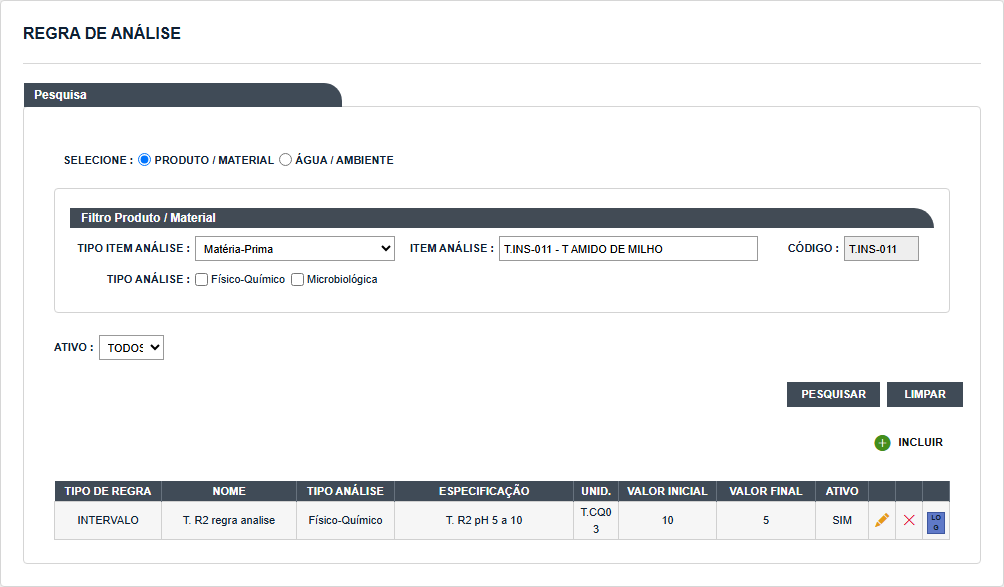 REGRA DE ANÁLISE
Pesquisa
SELECIONE : PRODUTO / MATERIAL ÁGUA / AMBIENTE
Filtro Produto / Material
TIPO ITEM ANÁLISE : Matéria-Prima ITEM ANÁLISE : T.INS-011 - T AMIDO DE MILHO CÓDIGO : T.INS-011
TIPO ANÁLISE : Físico-Químico Microbiológica
ATIVO : TODOS
PESQUISAR LIMPAR
INCLUIR
TIPO DE REGRA NOME TIPO ANÁLISE ESPECIFICAÇÃO UNID. VALOR INICIAL VALOR FINAL ATIVO
INTERVALO T. R2 regra analise Físico-Químico T. R2 pH 5 a 10 T.CQ0 10 5 SIM LO
3 G